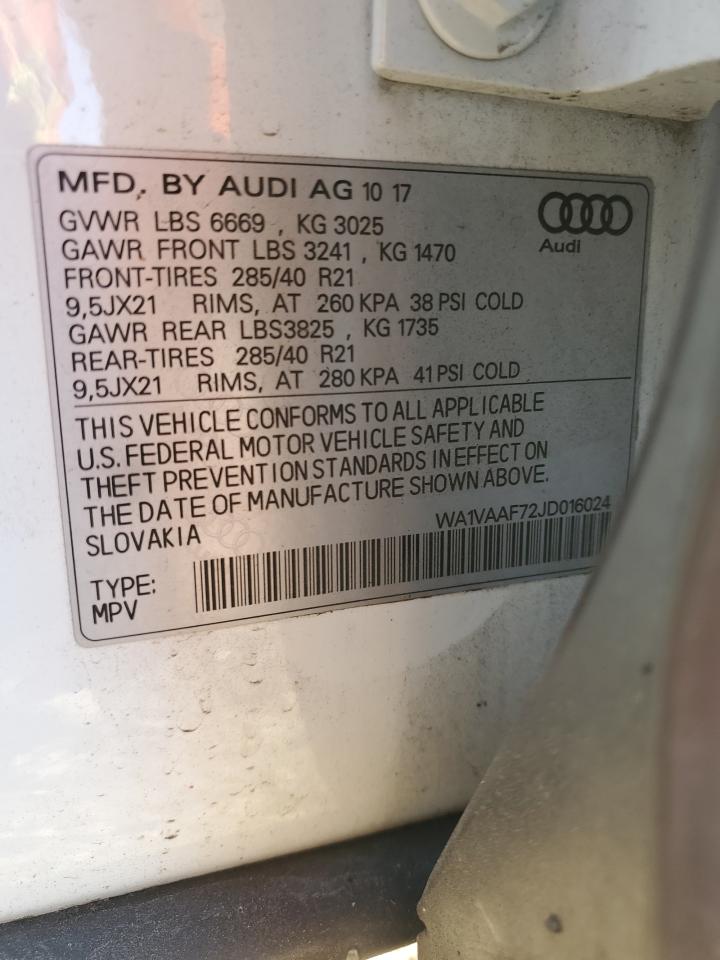 MFD. BY AUDI AG 10 17
GVWR LBS 6669 , KG 3025
GAWR FRONT LBS 3241 , KG 1470
FRONT-TIRES 285/40 R21
9,5JX21 RIMS, AT 260 KPA 38 PSI COLD
GAWR REAR LBS3825 , KG 1735
REAR-TIRES 285/40 R21
9,5JX21 RIMS, AT 280 KPA 41 PSI COLD
Audi
THIS VEHICLE CONFORMS TO ALL APPLICABLE
U.S. FEDERAL MOTOR VEHICLE SAFETY AND
THEFT PREVENTION STANDARDS IN EFFECT ON
THE DATE OF MANUFACTURE SHOWN ABOVE.
SLOVAKIA
WA1VAAF72JD016024
TYPE:
MPV